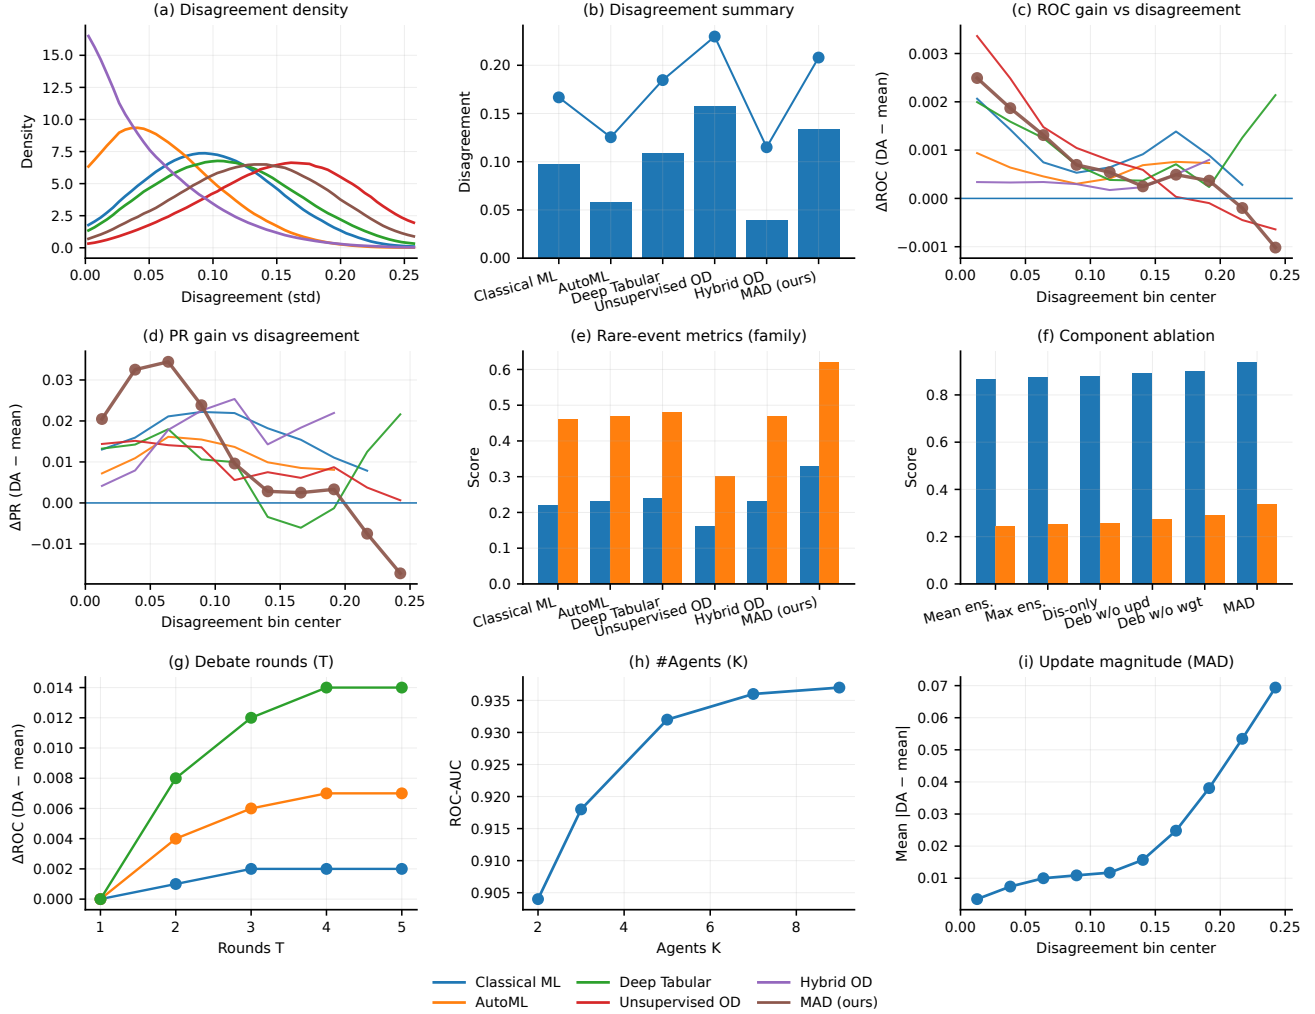 (a) Disagreement density
Density
15.0
12.5
10.0
7.5
5.0
2.5
0.0
0.00 0.05 0.10 0.15 0.20 0.25
Disagreement (std)
(b) Disagreement summary
Disagreement
0.20
0.15
0.10
0.05
0.00
Classical ML
AutoML
Deep Tabular
Unsupervised OD
Hybrid OD
MAD (ours)
(c) ROC gain vs disagreement
ΔROC (DA − mean)
0.003
0.002
0.001
0.000
−0.001
0.00 0.05 0.10 0.15 0.20 0.25
Disagreement bin center
(d) PR gain vs disagreement
ΔPR (DA − mean)
0.03
0.02
0.01
0.00
−0.01
0.00 0.05 0.10 0.15 0.20 0.25
Disagreement bin center
(e) Rare-event metrics (family)
Score
0.6
0.5
0.4
0.3
0.2
0.1
0.0
Classical ML
AutoML
Deep Tabular
Unsupervised OD
Hybrid OD
MAD (ours)
(f) Component ablation
Score
0.8
0.6
0.4
0.2
0.0
Mean ens.
Max ens.
Dis-only
Deb w/o upd
Deb w/o wgt
MAD
(g) Debate rounds (T)
ΔROC (DA − mean)
0.014
0.012
0.010
0.008
0.006
0.004
0.002
0.000
1 2 3 4 5
Rounds T
(h) #Agents (K)
ROC-AUC
0.935
0.930
0.925
0.920
0.915
0.910
0.905
2 4 6 8
Agents K
(i) Update magnitude (MAD)
Mean |DA − mean|
0.07
0.06
0.05
0.04
0.03
0.02
0.01
0.00 0.05 0.10 0.15 0.20 0.25
Disagreement bin center
Classical ML Deep Tabular Hybrid OD
AutoML Unsupervised OD MAD (ours)